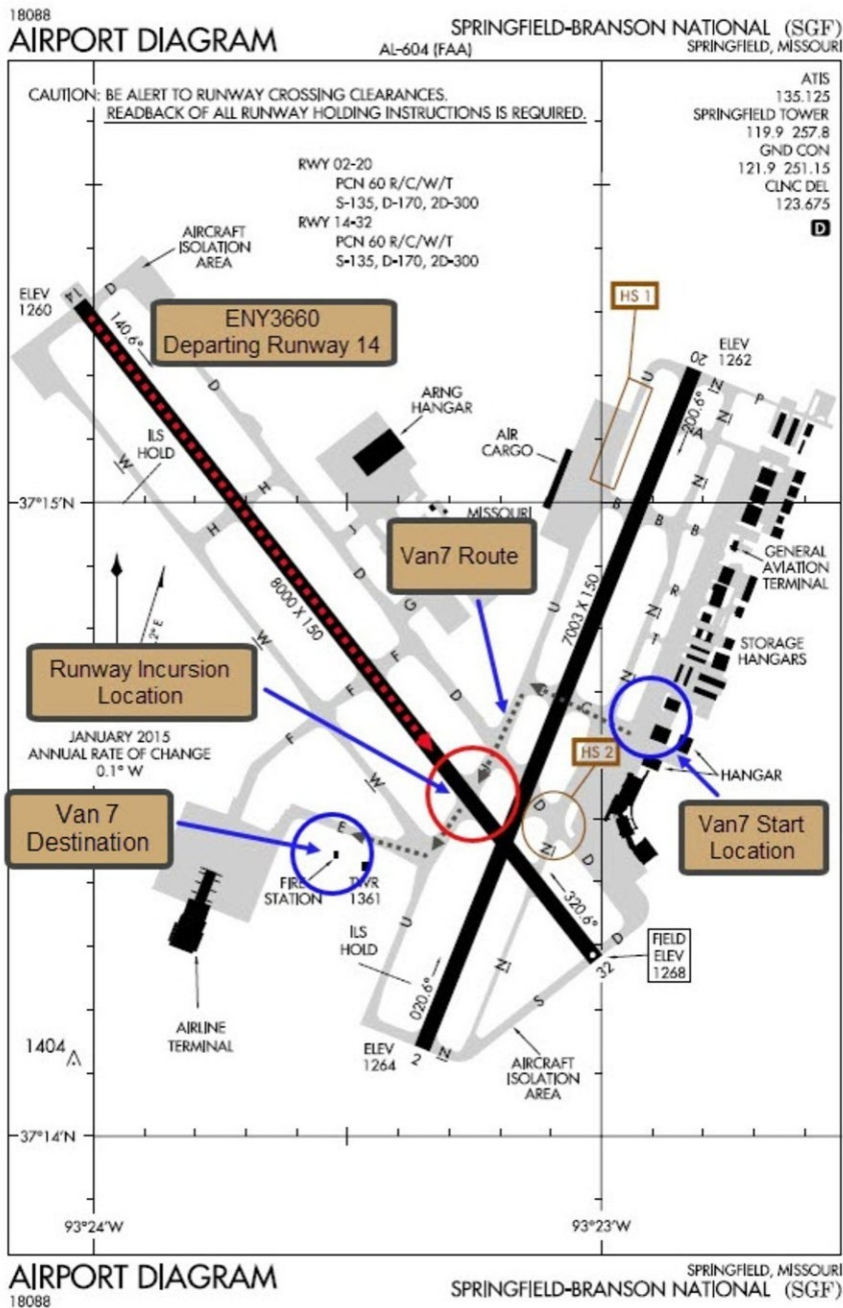 18088
AIRPORT DIAGRAM
AL-604 (FAA)
SPRINGFIELD-BRANSON NATIONAL (SGF)
SPRINGFIELD, MISSOURI
CAUTION: BE ALERT TO RUNWAY CROSSING CLEARANCES.
READBACK OF ALL RUNWAY HOLDING INSTRUCTIONS IS REQUIRED.
ATIS
135.125
SPRINGFIELD TOWER
119.9 257.8
GND CON
121.9 251.15
CLNC DEL
123.675
D
RWY 02-20
PCN 60 R/C/W/T
S-135, D-170, 2D-300
RWY 14-32
PCN 60 R/C/W/T
S-135, D-170, 2D-300
AIRCRAFT
ISOLATION
AREA
ELEV
1260
14
D
140.6°
ENY3660
Departing Runway 14
D
HS 1
ELEV
1262
20
U
N
P
200.6°
A
N
ARNG
HANGAR
AIR
CARGO
ILS
HOLD
W
H
H
N
37°15'N
MISSOURI
B
B
B
J
D
G
8000 X 150
Van7 Route
7003 X 150
GENERAL
AVIATION
TERMINAL
R
N
T
U
STORAGE
HANGARS
.2°E
W
F
F
F
D
N
Runway Incursion
Location
G
JANUARY 2015
ANNUAL RATE OF CHANGE
0.1° W
HS 2
HANGAR
W
U
D
Van 7
Destination
E
N
D
Van7 Start
Location
FIRE
STATION
TWR
1361
320.6°
U
ILS
HOLD
D
FIELD
ELEV
1268
32
N
020.6°
S
AIRLINE
TERMINAL
1404
ELEV
1264
2
N
AIRCRAFT
ISOLATION
AREA
37°14'N
93°24'W
93°23'W
AIRPORT DIAGRAM
18088
SPRINGFIELD, MISSOURI
SPRINGFIELD-BRANSON NATIONAL (SGF)